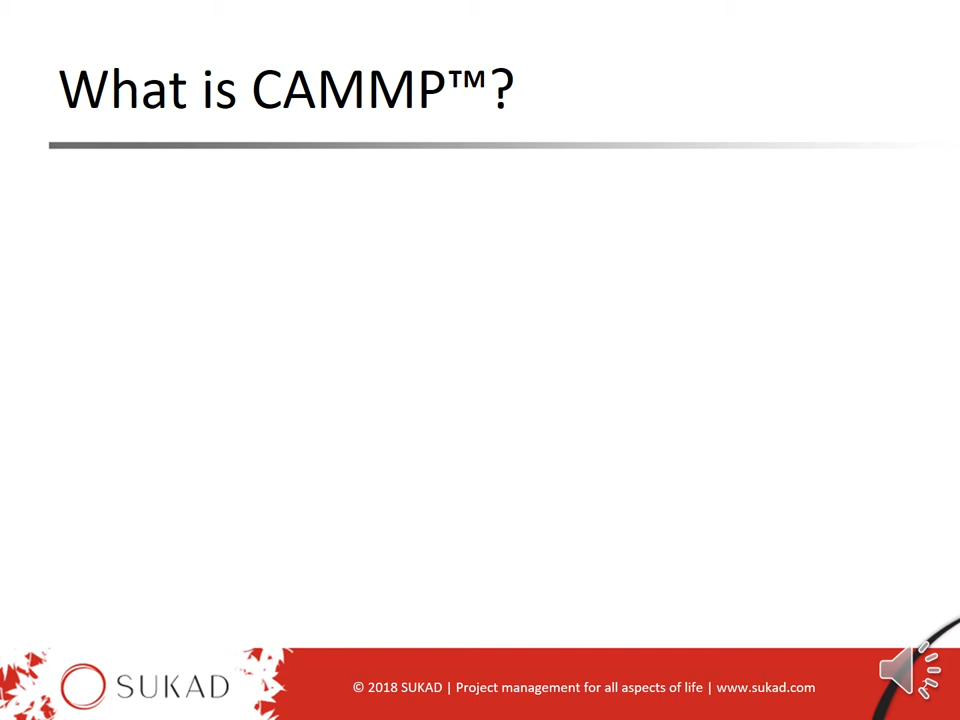 What is CAMMP™?
SUKAD
© 2018 SUKAD | Project management for all aspects of life | www.sukad.com